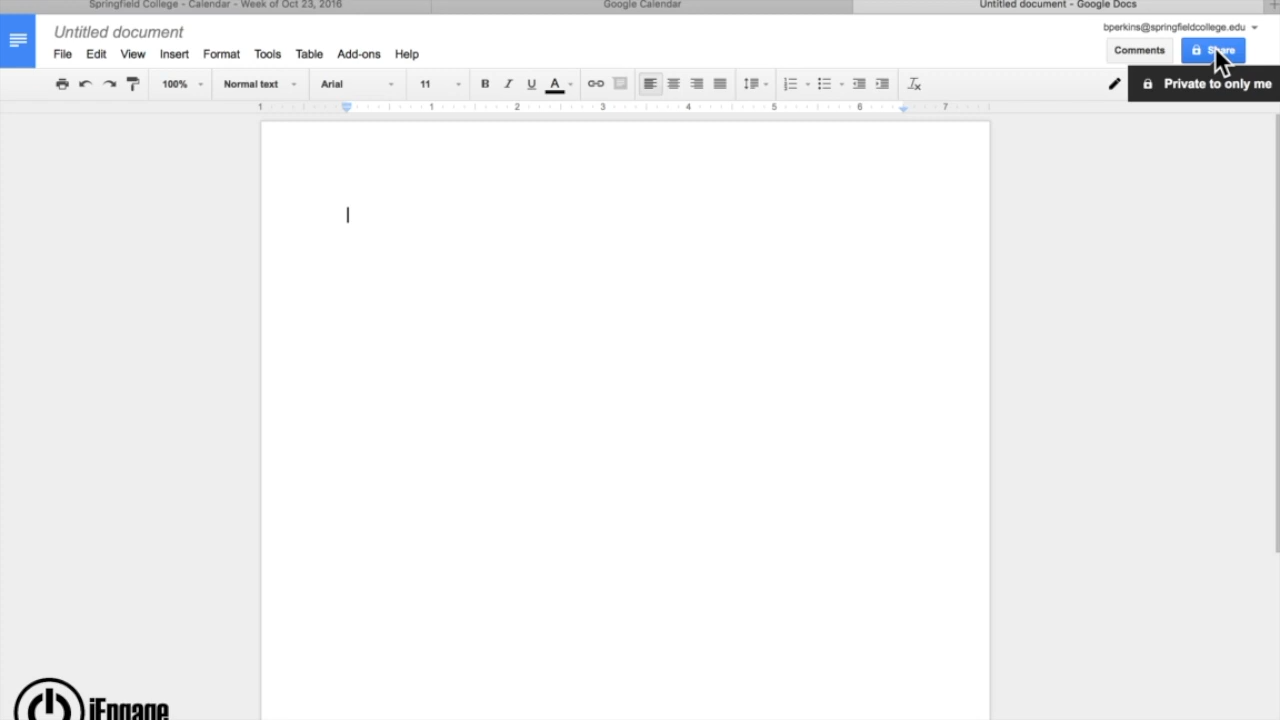 Springfield College - Calendar - Week of Oct 23, 2016
Google Calendar
Untitled document - Google Docs
Untitled document
bperkins@springfieldcollege.edu
File Edit View Insert Format Tools Table Add-ons Help
Comments
Share
100% Normal text Arial 11 B I U A
Private to only me
1 1 2 3 4 5 6 7
iEngage